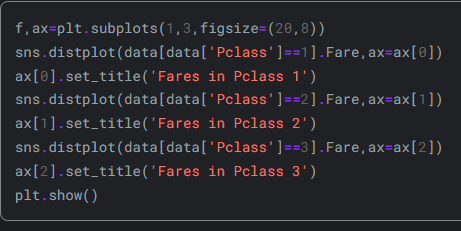 f,ax=plt.subplots(1,3,figsize=(20,8))
sns.distplot(data[data['Pclass']==1].Fare,ax=ax[0])
ax[0].set_title('Fares in Pclass 1')
sns.distplot(data[data['Pclass']==2].Fare,ax=ax[1])
ax[1].set_title('Fares in Pclass 2')
sns.distplot(data[data['Pclass']==3].Fare,ax=ax[2])
ax[2].set_title('Fares in Pclass 3')
plt.show()